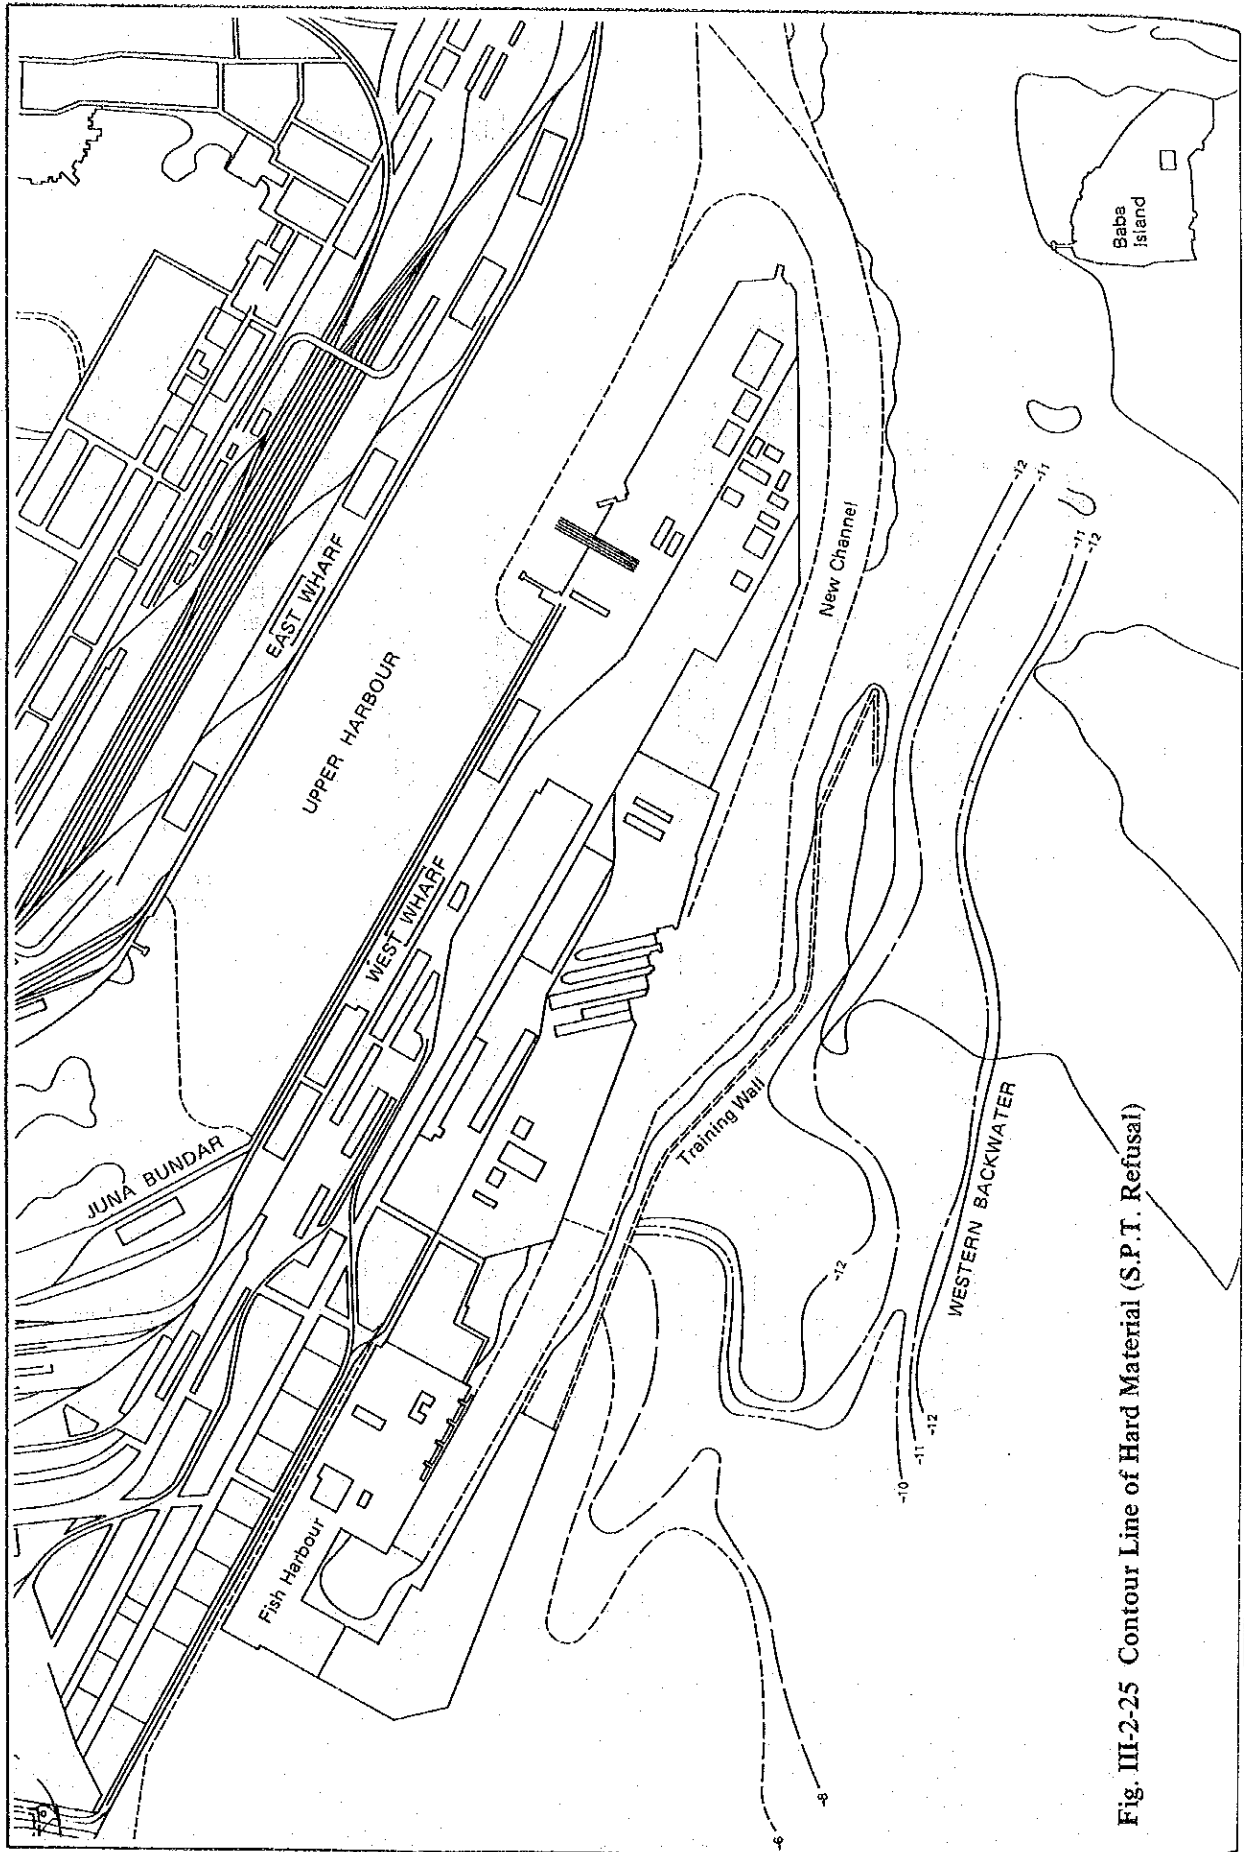 JUNA BUNDAR
EAST WHARF
UPPER HARBOUR
WEST WHARF
Fish Harbour
Training Wall
New Channel
Baba
Island
WESTERN BACKWATER
-12
-11
-11
-12
-12
-10
-11
-12
-8
-6
Fig. III-2-25 Contour Line of Hard Material (S.P.T. Refusal)